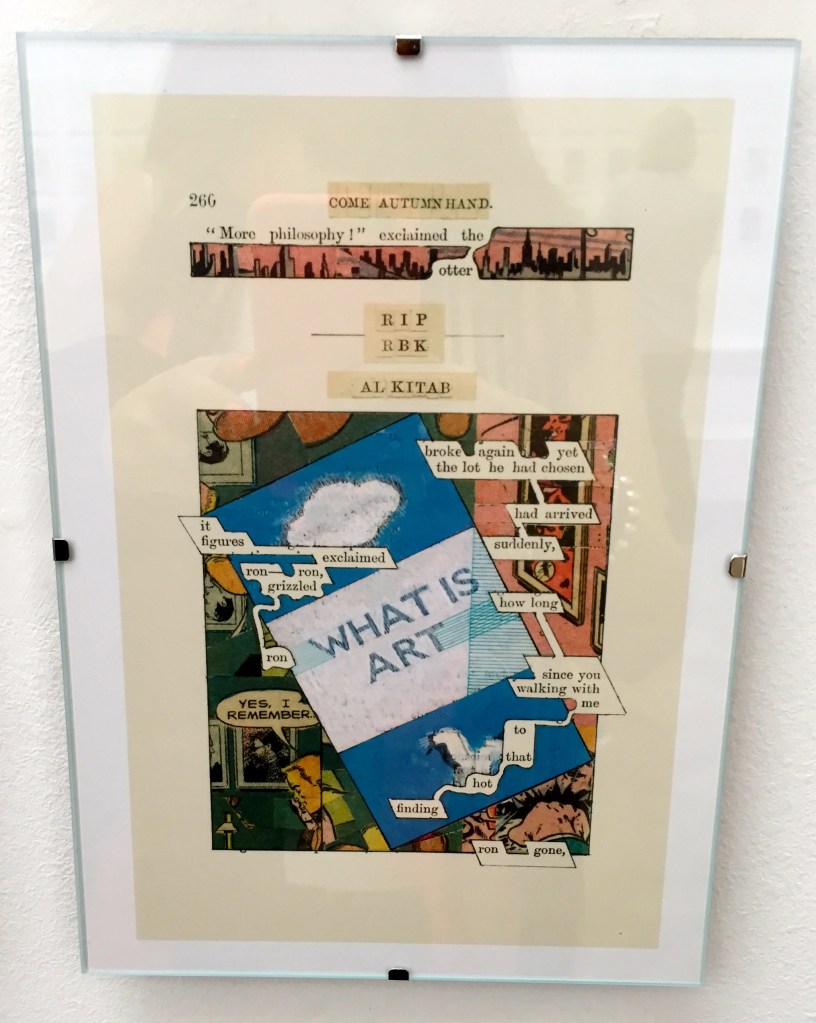 266
COME AUTUMN HAND.
"More philosophy!" exclaimed the
otter
RIP
RBK
AL KITAB
broke again yet
the lot he had chosen
had arrived
suddenly,
it
figures
exclaimed
ron ron,
grizzled
ron
WHAT IS
ART
how long
since you
walking with
me
YES, I
REMEMBER..
to
that
hot
finding
ron gone,